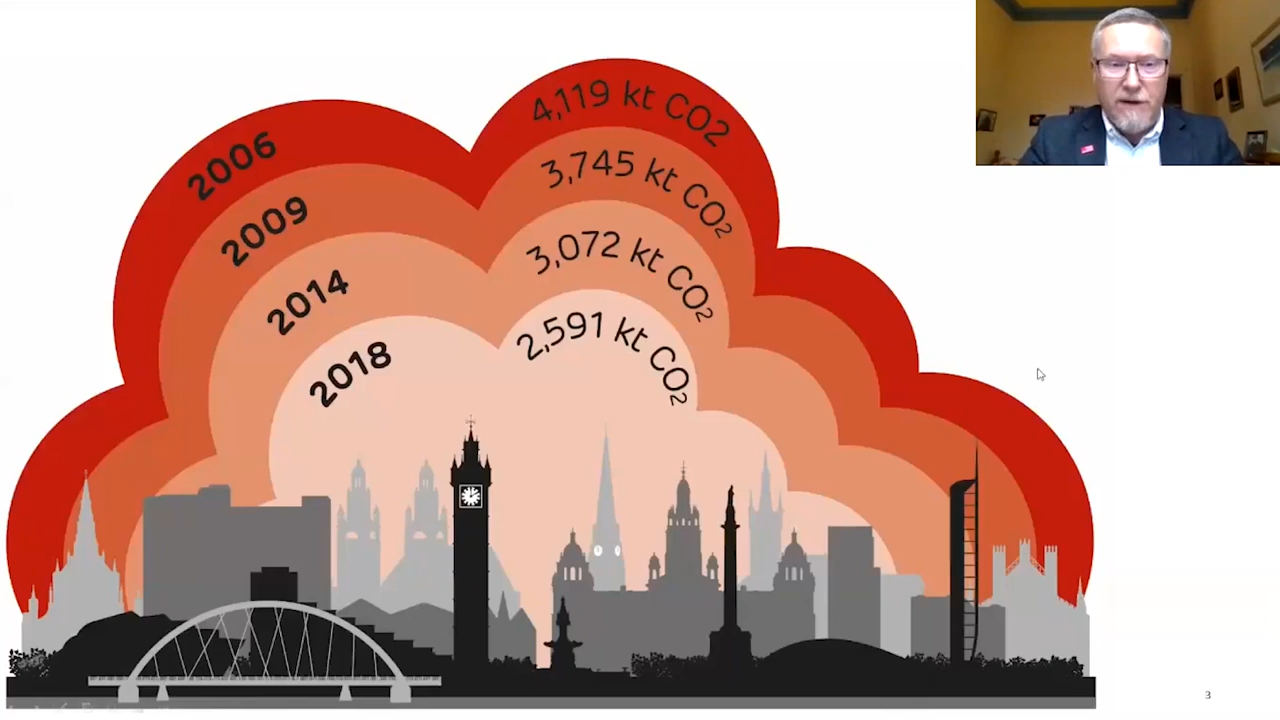 2006
4,119 kt CO2
2009
3,745 kt CO₂
2014
3,072 kt CO₂
2018
2,591 kt CO₂
3